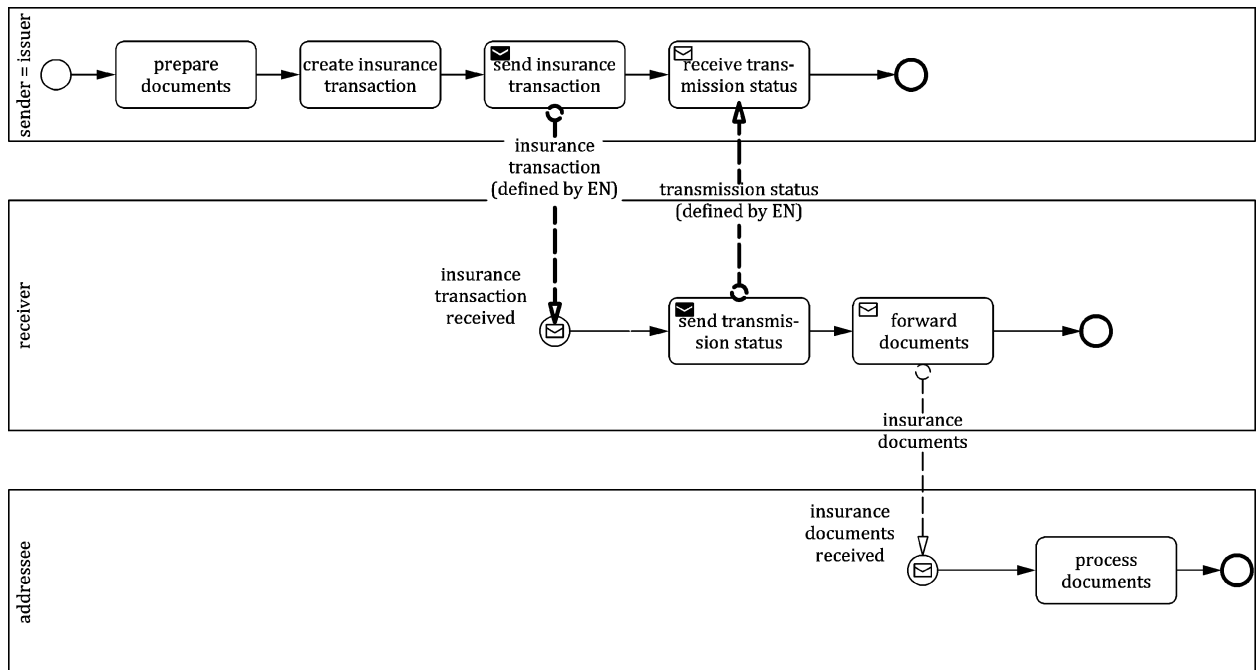 sender = issuer
prepare
documents
create insurance
transaction
send insurance
transaction
receive trans-
mission status
insurance
transaction
(defined by EN)
transmission status
(defined by EN)
receiver
insurance
transaction
received
send transmis-
sion status
forward
documents
insurance
documents
addressee
insurance
documents
received
process
documents